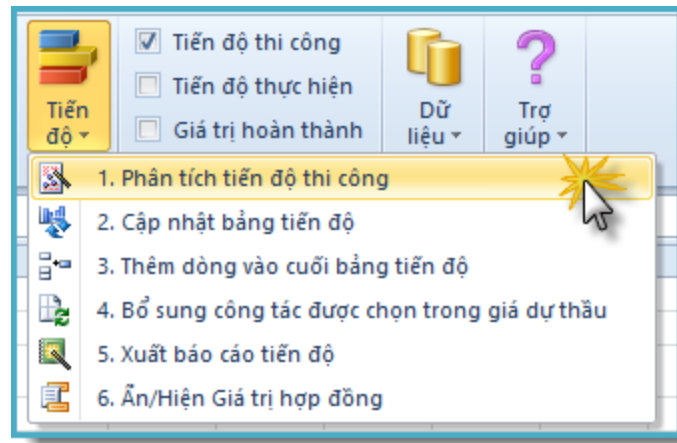 Tiến độ
Tiến độ thi công
Tiến độ thực hiện
Giá trị hoàn thành
Dữ liệu
Trợ giúp
1. Phân tích tiến độ thi công
2. Cập nhật bảng tiến độ
3. Thêm dòng vào cuối bảng tiến độ
4. Bổ sung công tác được chọn trong giá dự thầu
5. Xuất báo cáo tiến độ
6. Ẩn/Hiện Giá trị hợp đồng